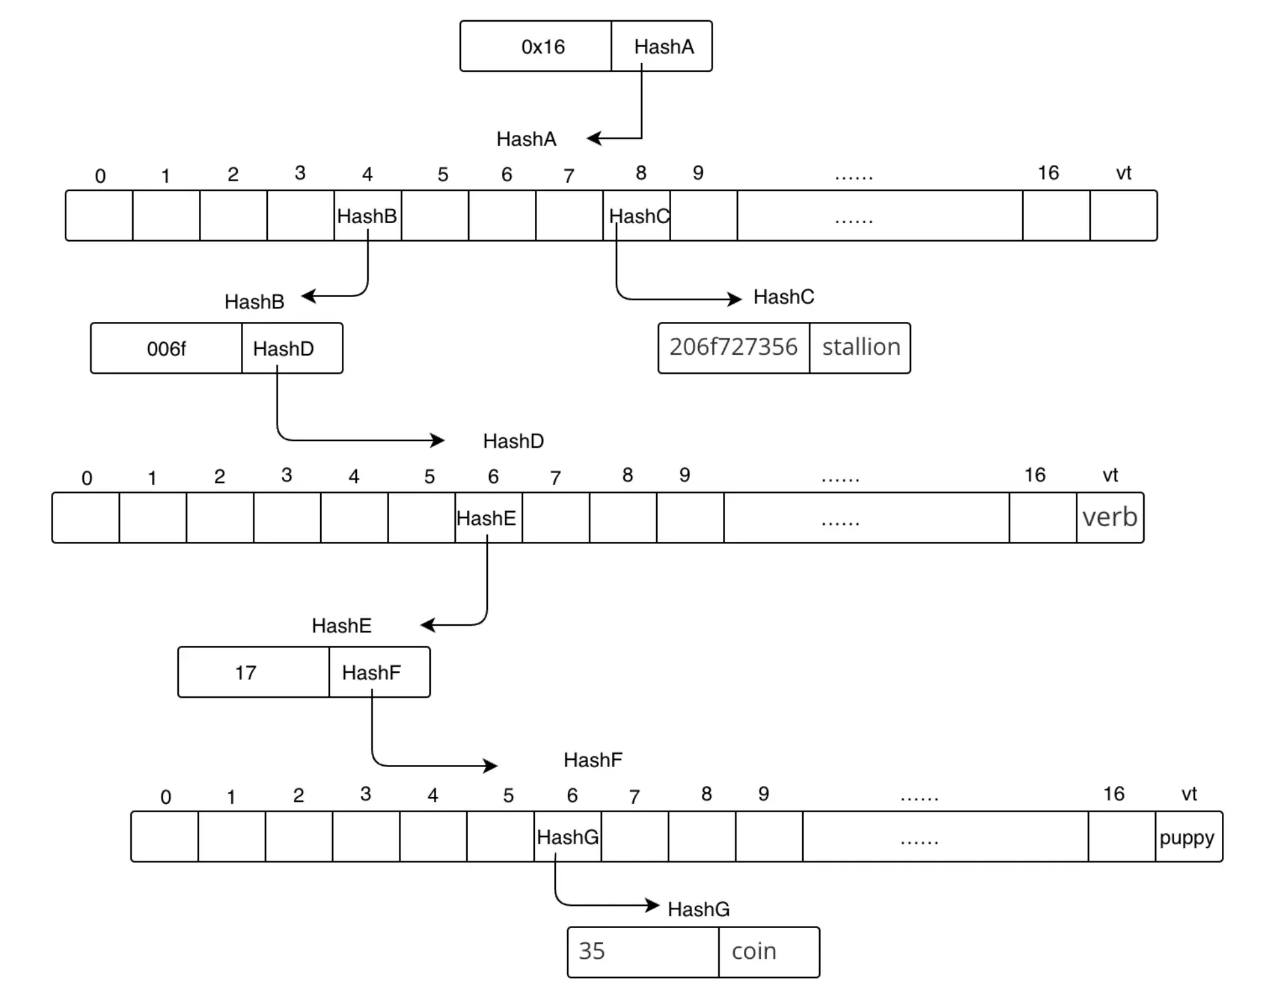 0x16 HashA
HashA
0 1 2 3 4 5 6 7 8 9 ...... 16 vt
HashB HashC ......
HashB HashC
006f HashD 206f727356 stallion
HashD
0 1 2 3 4 5 6 7 8 9 ...... 16 vt
HashE ...... verb
HashE
17 HashF
HashF
0 1 2 3 4 5 6 7 8 9 ...... 16 vt
HashG ...... puppy
HashG
35 coin